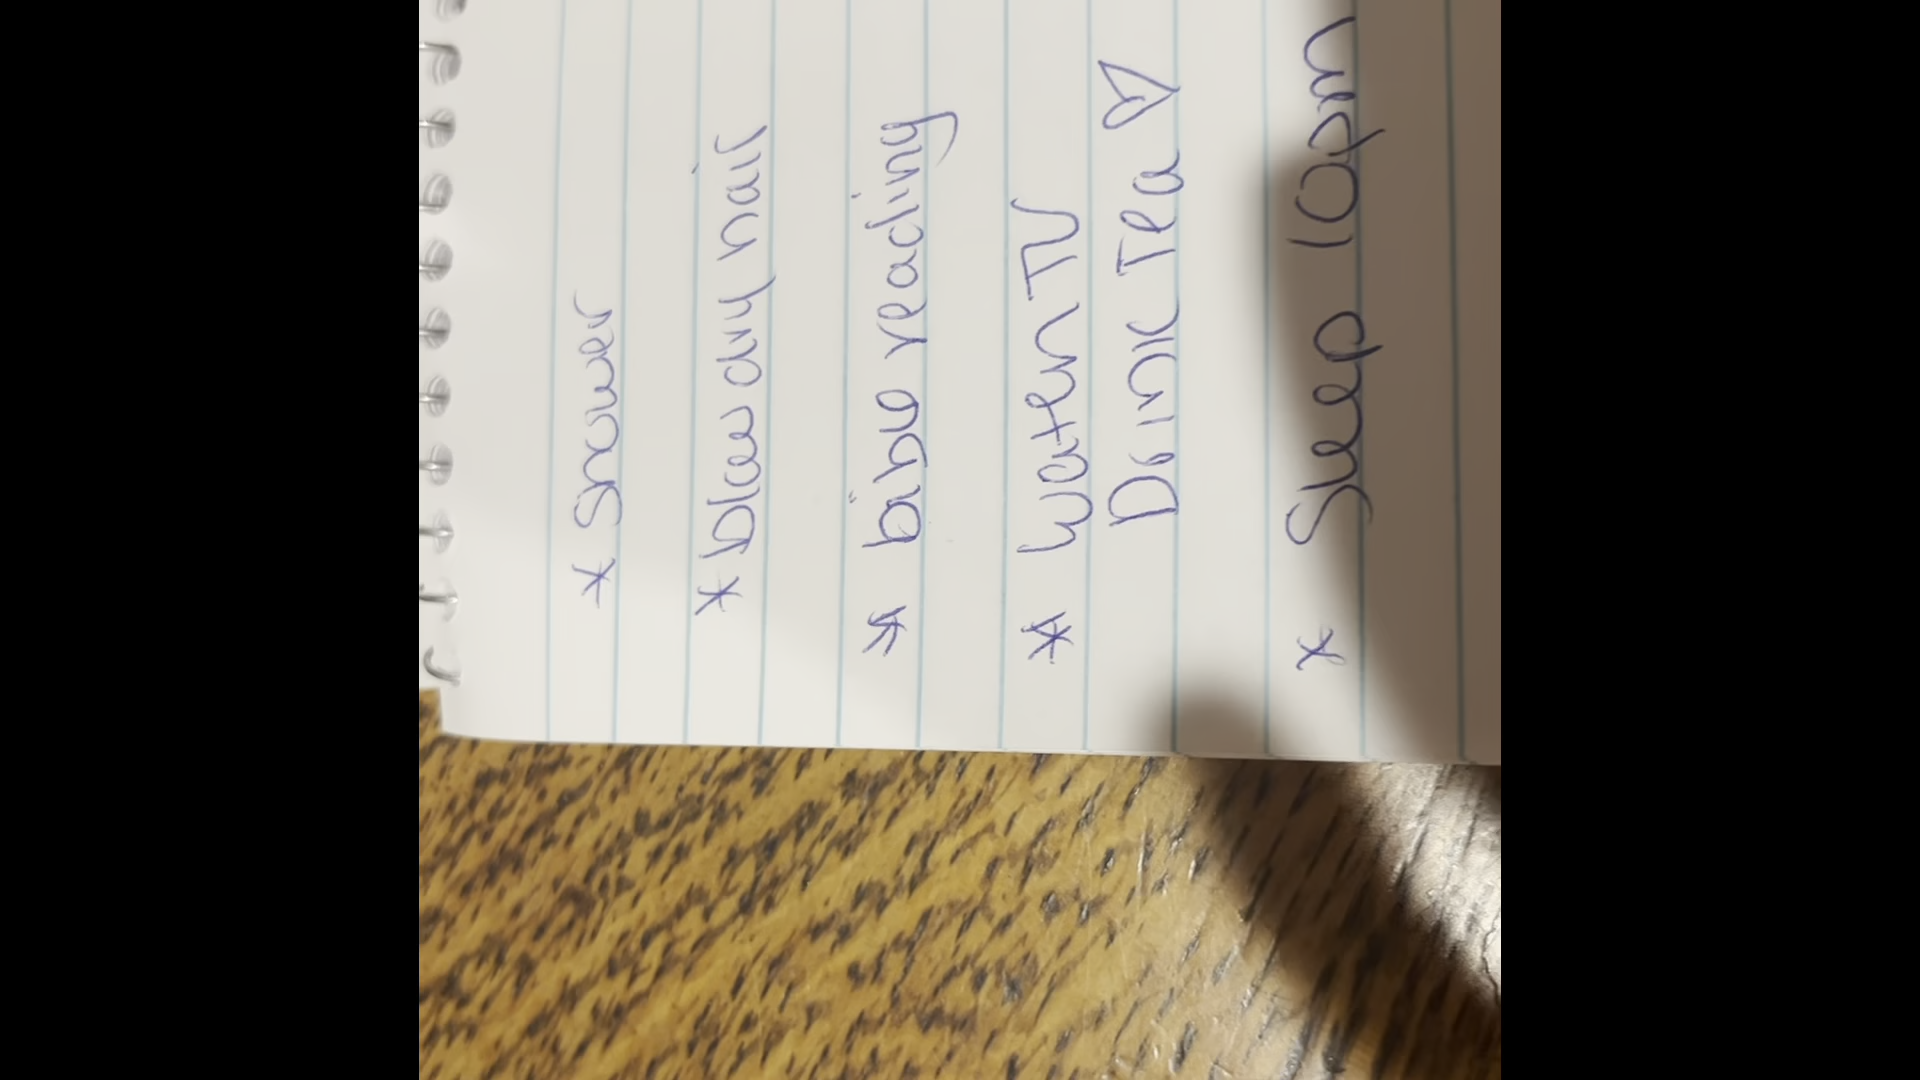 * Shower
* blow dry hair
* bible reading
* Watch TV
Drink Tea ♡
* Sleep 10pm